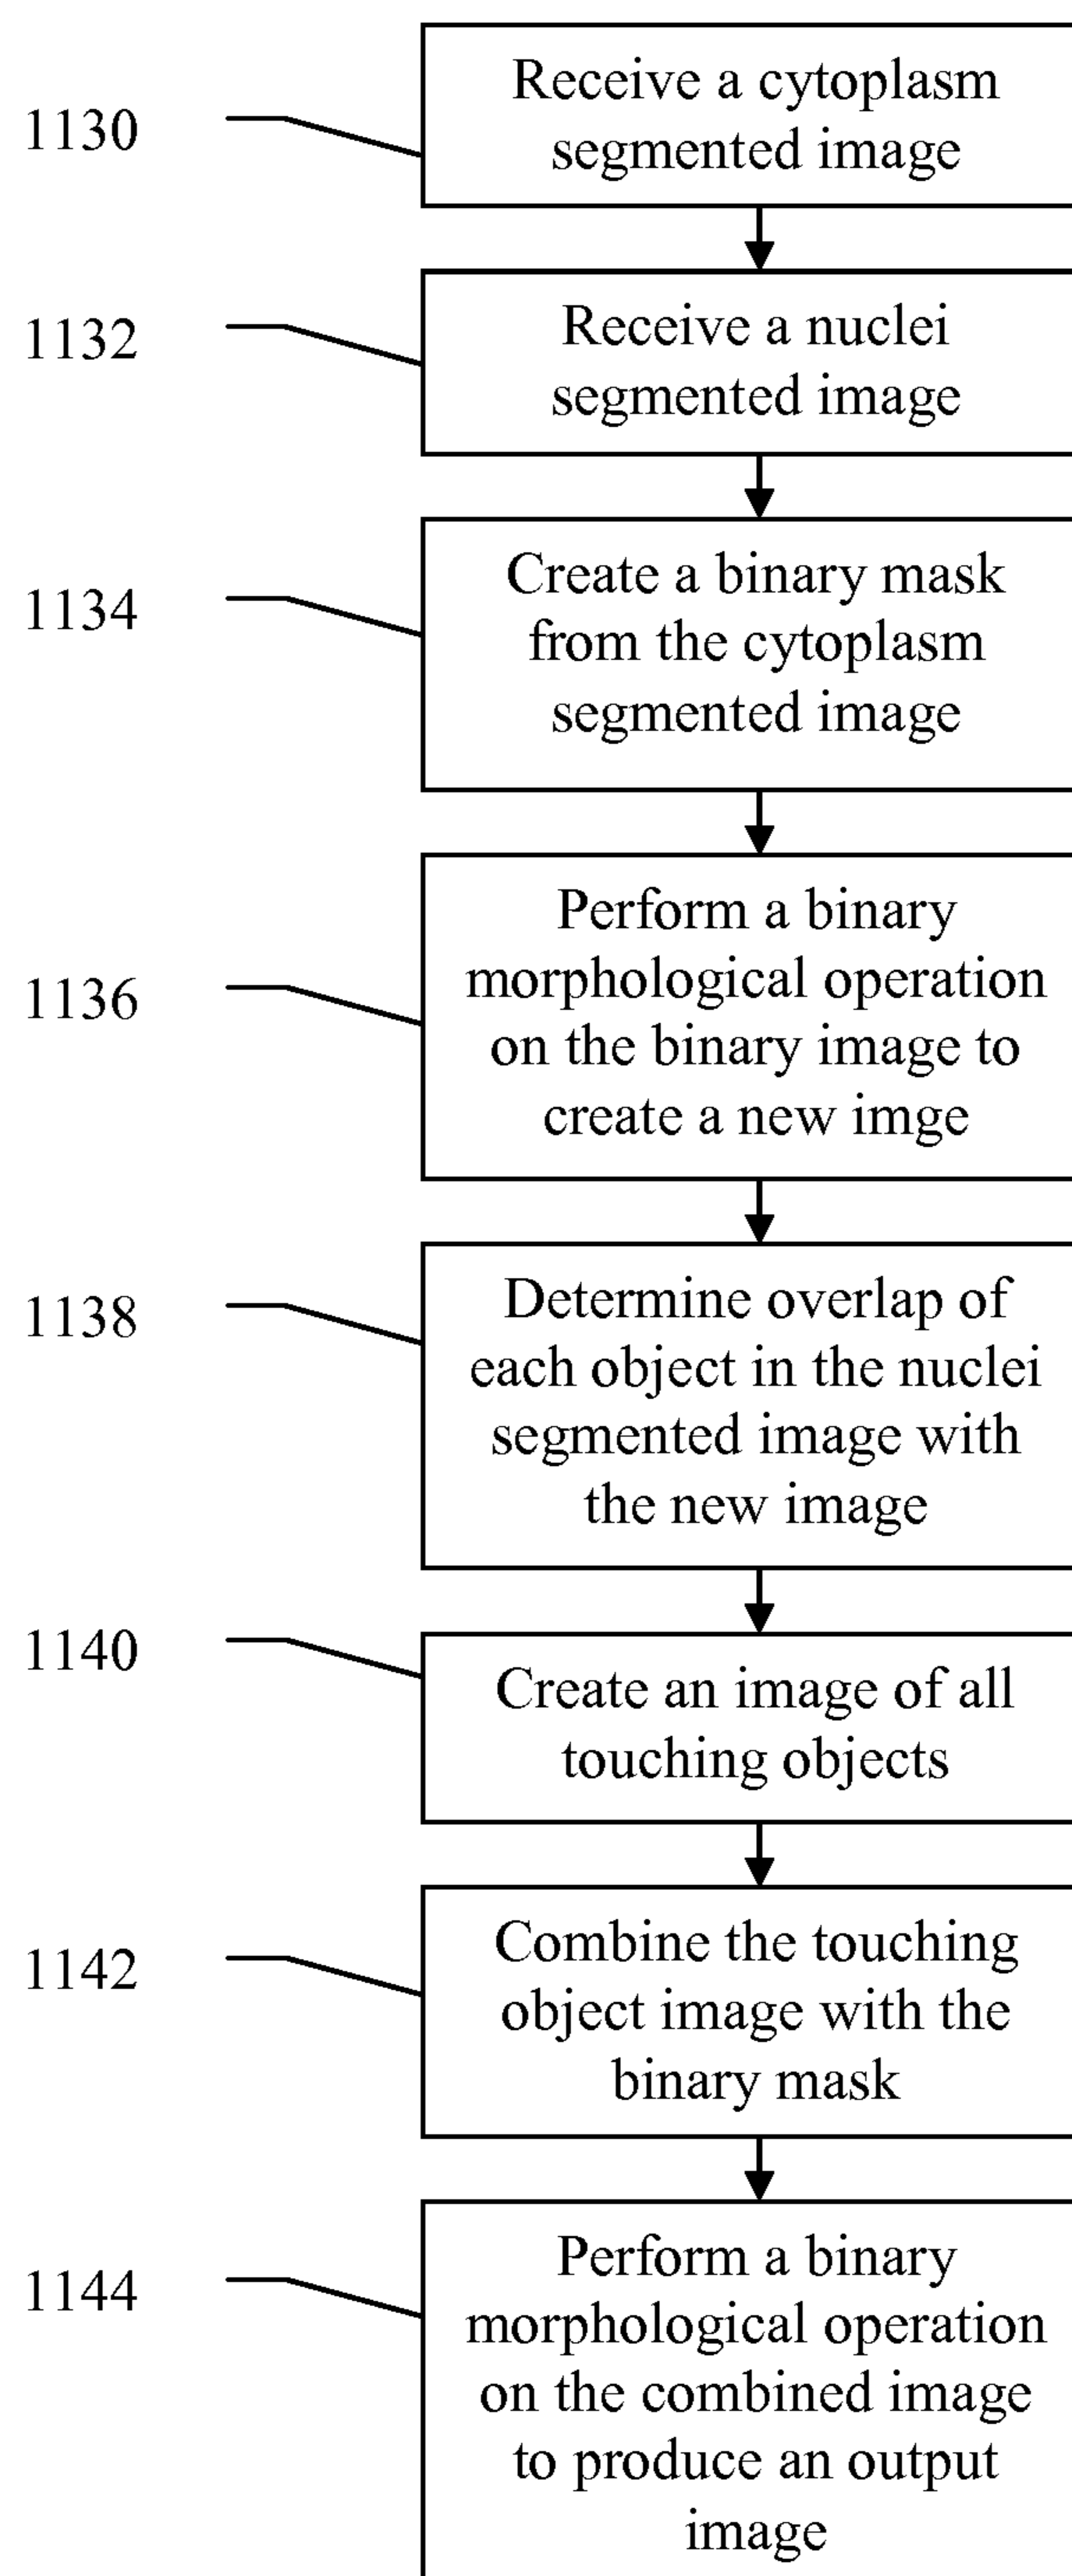 1130
Receive a cytoplasm
segmented image
1132
Receive a nuclei
segmented image
1134
Create a binary mask
from the cytoplasm
segmented image
1136
Perform a binary
morphological operation
on the binary image to
create a new imge
1138
Determine overlap of
each object in the nuclei
segmented image with
the new image
1140
Create an image of all
touching objects
1142
Combine the touching
object image with the
binary mask
1144
Perform a binary
morphological operation
on the combined image
to produce an output
image